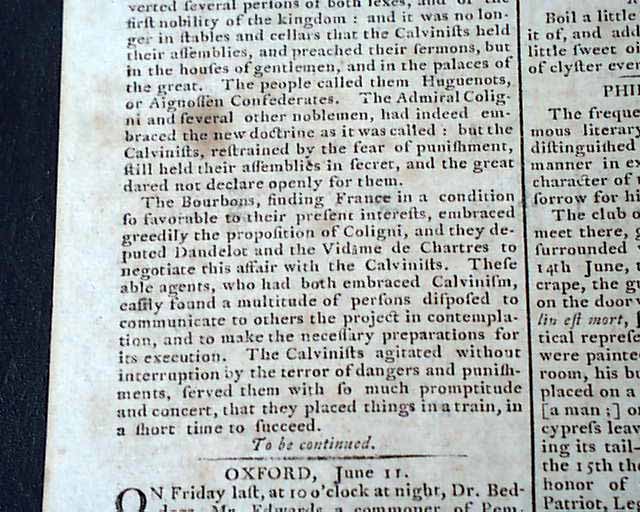 verted several persons of both sexes, and of the
first nobility of the kingdom : and it was no lon-
ger in stables and cellars that the Calvinists held
their assemblies, and preached their sermons, but
in the houses of gentlemen, and in the palaces of
the great. The people called them Huguenots,
or Aignossen Confederates. The Admiral Colig-
ni and several other noblemen, had indeed em-
braced the new doctrine as it was called : but the
Calvinists, restrained by the fear of punishment,
still held their assemblies in secret, and the great
dared not declare openly for them.
The Bourbons, finding France in a condition
so favorable to their present interests, embraced
greedily the proposition of Coligni, and they de-
puted Dandelot and the Vidame de Chartres to
negotiate this affair with the Calvinists. These
able agents, who had both embraced Calvinism,
easily found a multitude of persons disposed to
communicate to others the project in contempla-
tion, and to make the necessary preparations for
its execution. The Calvinists agitated without
interruption by the terror of dangers and punish-
ments, served them with so much promptitude
and concert, that they placed things in a train, in
a short time to succeed.
To be continued.
OXFORD, June 11.
ON Friday last, at 10 o'clock at night, Dr. Bed-
Mr. Edwards a commoner of Pem
Boil a little
it of, and add
little sweet o
of clyster ever
PHI
The freque
mous literary
distinguished
manner in ex
character of
sorrow for hi
The club o
meet there, g
surrounded
14th June, t
crape, the gu
on the door
lin est mort,
tical represe
were painte
room, his bu
placed on a
[a man ;] or
cypress leav
ing its tail—
the 15th th
honor of
Patriot, Leg